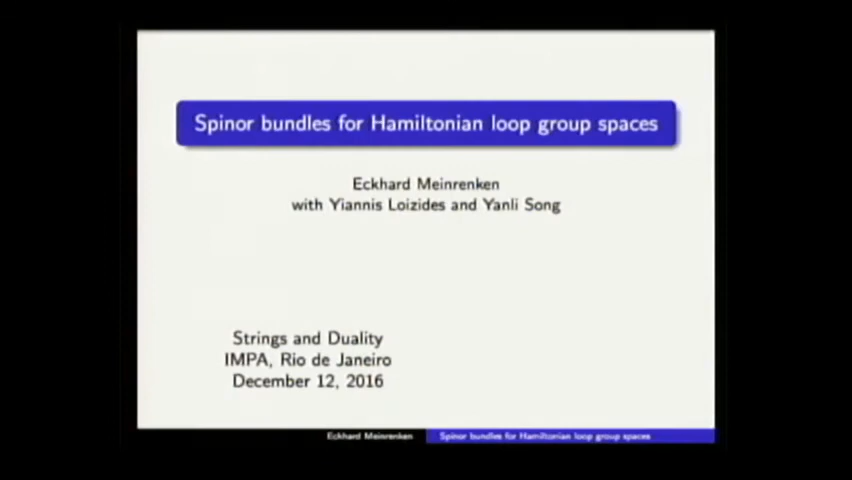 Spinor bundles for Hamiltonian loop group spaces
Eckhard Meinrenken
with Yiannis Loizides and Yanli Song
Strings and Duality
IMPA, Rio de Janeiro
December 12, 2016
Eckhard Meinrenken
Spinor bundles for Hamiltonian loop group spaces